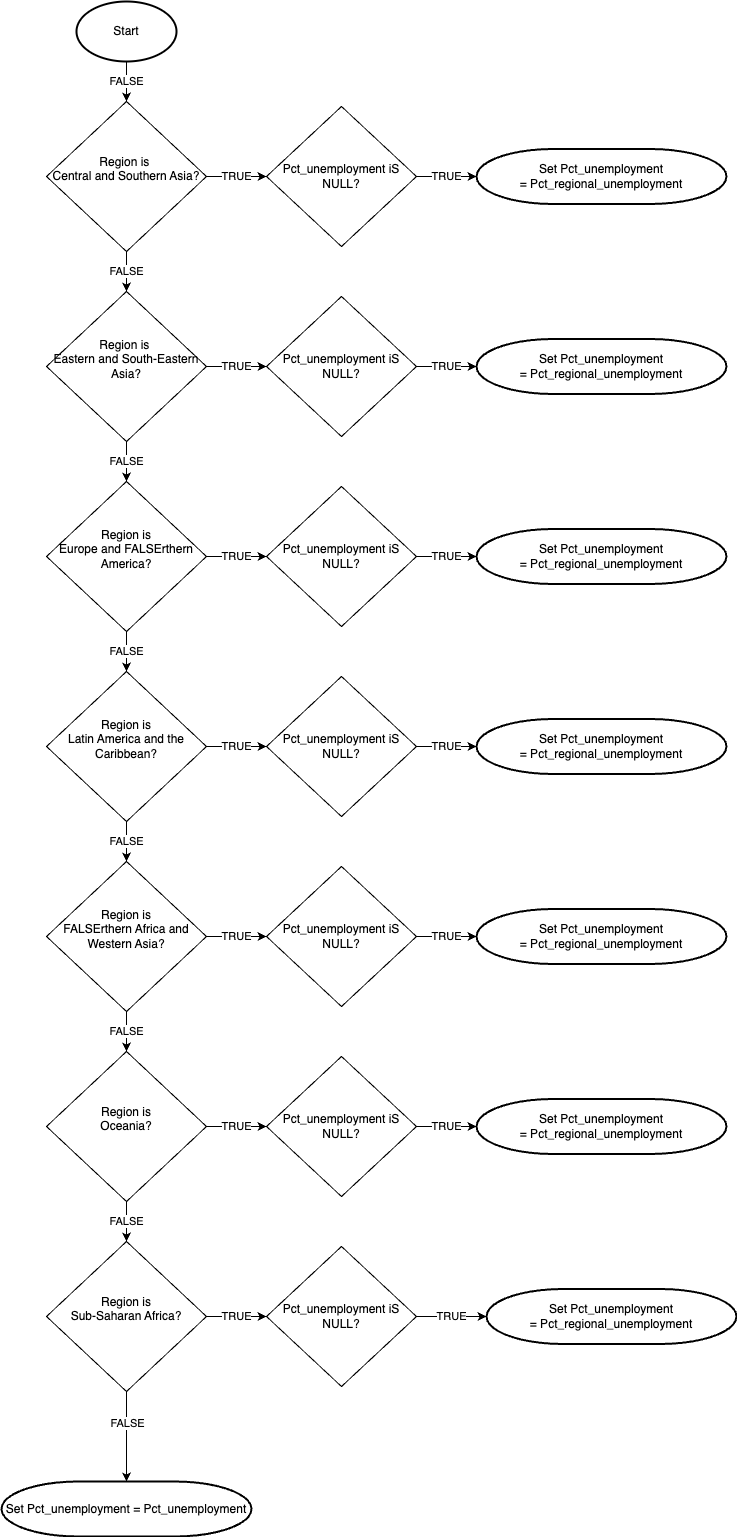 Start
FALSE
Region is
Central and Southern Asia?
TRUE
Pct_unemployment iS
NULL?
TRUE
Set Pct_unemployment
= Pct_regional_unemployment
FALSE
Region is
Eastern and South-Eastern
Asia?
TRUE
Pct_unemployment iS
NULL?
TRUE
Set Pct_unemployment
= Pct_regional_unemployment
FALSE
Region is
Europe and FALSErthern
America?
TRUE
Pct_unemployment iS
NULL?
TRUE
Set Pct_unemployment
= Pct_regional_unemployment
FALSE
Region is
Latin America and the
Caribbean?
TRUE
Pct_unemployment iS
NULL?
TRUE
Set Pct_unemployment
= Pct_regional_unemployment
FALSE
Region is
FALSErthern Africa and
Western Asia?
TRUE
Pct_unemployment iS
NULL?
TRUE
Set Pct_unemployment
= Pct_regional_unemployment
FALSE
Region is
Oceania?
TRUE
Pct_unemployment iS
NULL?
TRUE
Set Pct_unemployment
= Pct_regional_unemployment
FALSE
Region is
Sub-Saharan Africa?
TRUE
Pct_unemployment iS
NULL?
TRUE
Set Pct_unemployment
= Pct_regional_unemployment
FALSE
Set Pct_unemployment = Pct_unemployment